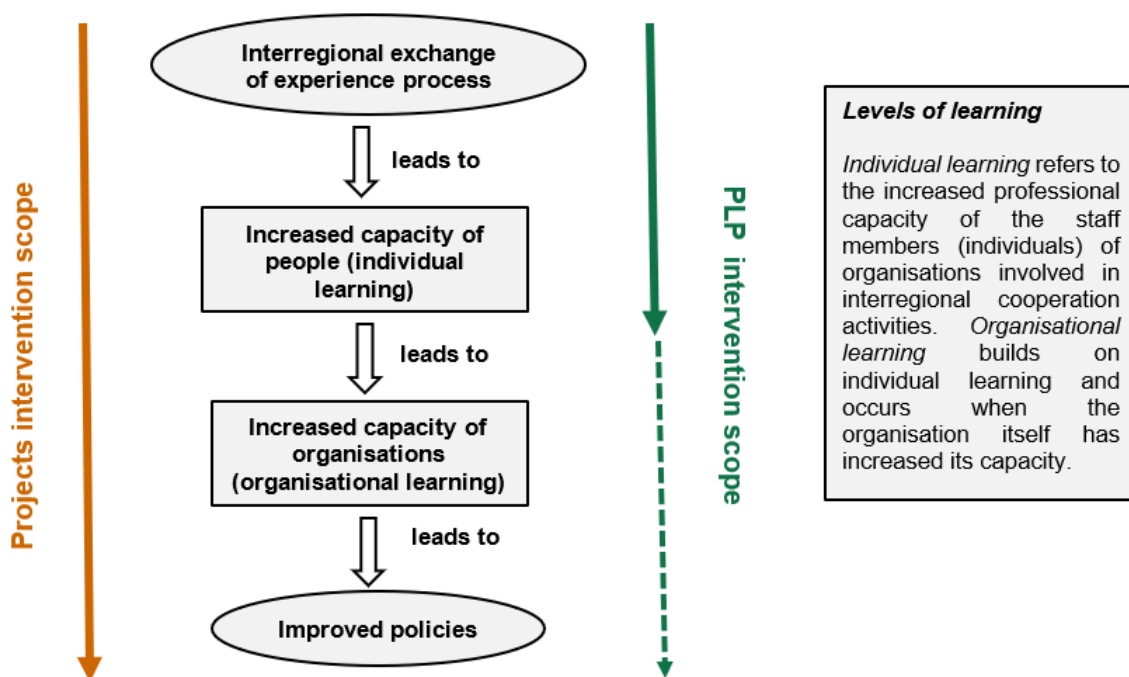 Projects intervention scope
Interregional exchange
of experience process
leads to
Increased capacity of
people (individual
learning)
leads to
Increased capacity of
organisations
(organisational learning)
leads to
Improved policies
PLP intervention scope
Levels of learning
Individual learning refers to
the increased professional
capacity of the staff
members (individuals) of
organisations involved in
interregional cooperation
activities. Organisational
learning builds on
individual learning and
occurs when the
organisation itself has
increased its capacity.